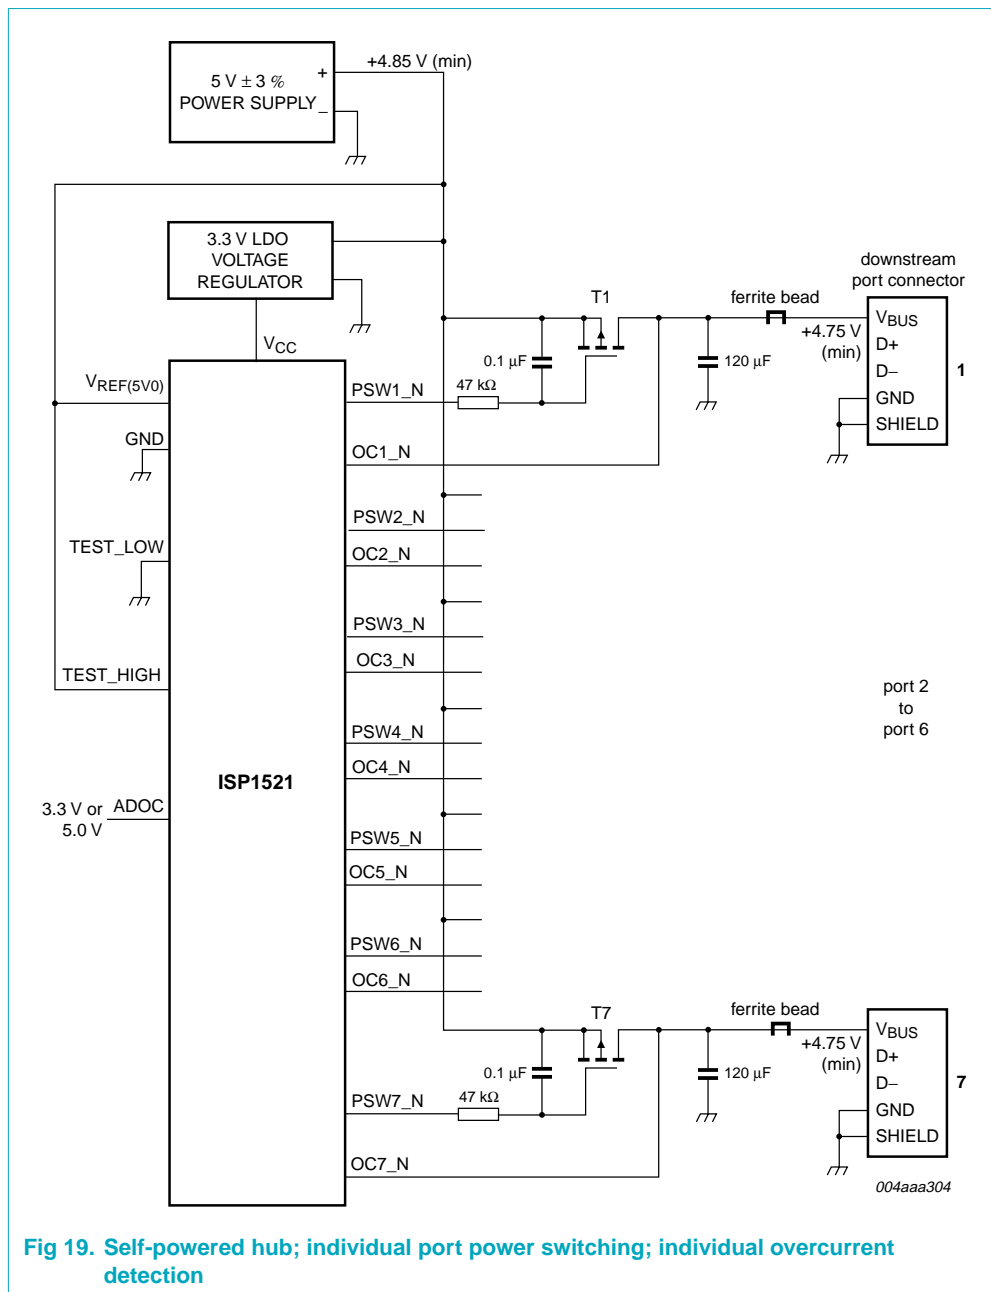 +4.85 V (min)
5 V ± 3 %
POWER SUPPLY
+
−
3.3 V LDO
VOLTAGE
REGULATOR
VCC
VREF(5V0)
GND
TEST_LOW
TEST_HIGH
3.3 V or
5.0 V
ADOC
ISP1521
PSW1_N
47 kΩ
0.1 µF
T1
120 µF
ferrite bead
downstream
port connector
+4.75 V
(min)
VBUS
D+
D−
GND
SHIELD
1
OC1_N
PSW2_N
OC2_N
PSW3_N
OC3_N
PSW4_N
OC4_N
PSW5_N
OC5_N
PSW6_N
OC6_N
port 2
to
port 6
PSW7_N
47 kΩ
0.1 µF
T7
120 µF
ferrite bead
+4.75 V
(min)
VBUS
D+
D−
GND
SHIELD
7
OC7_N
004aaa304
Fig 19. Self-powered hub; individual port power switching; individual overcurrent
detection